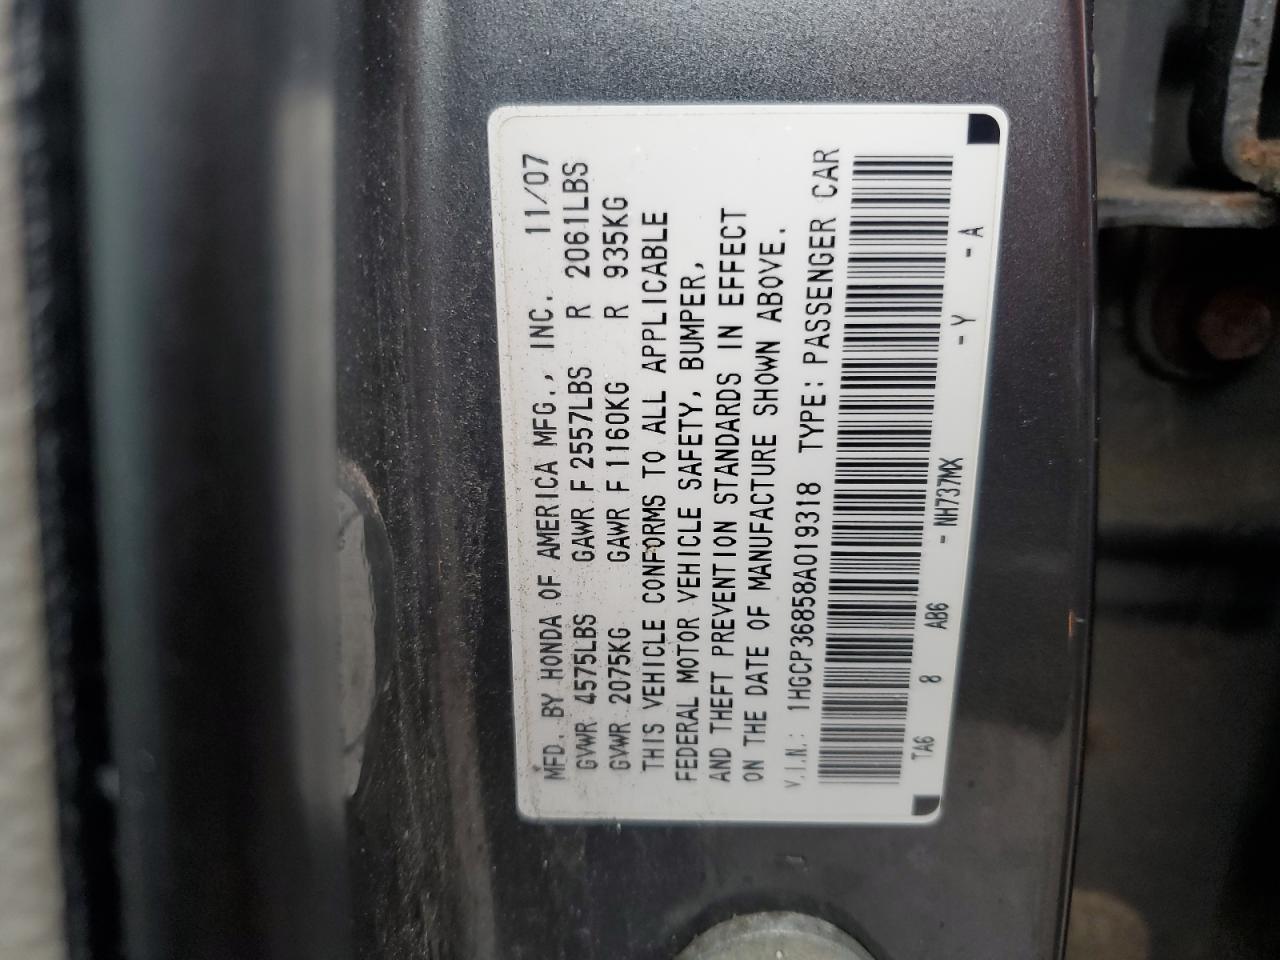 MFD. BY HONDA OF AMERICA MFG., INC. 11/07
GVWR 4575LBS GAWR F 2557LBS R 2061LBS
GVWR 2075KG GAWR F 1160KG R 935KG
THIS VEHICLE CONFORMS TO ALL APPLICABLE
FEDERAL MOTOR VEHICLE SAFETY, BUMPER,
AND THEFT PREVENTION STANDARDS IN EFFECT
ON THE DATE OF MANUFACTURE SHOWN ABOVE.
V.I.N.: 1HGCP36858A019318 TYPE: PASSENGER CAR
TA6 8 AB6 - NH737MX - Y - A